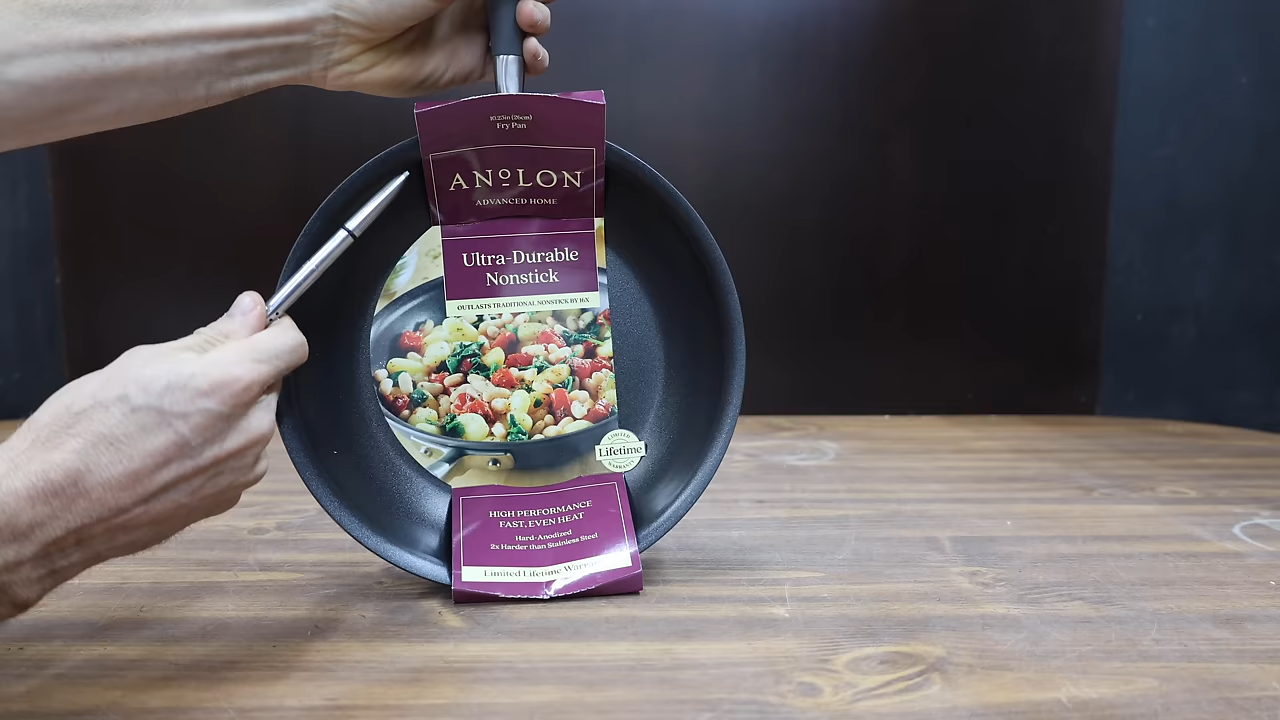 10.25in (26cm)
Fry Pan
ANOLON
ADVANCED HOME
Ultra-Durable
Nonstick
OUTLASTS TRADITIONAL NONSTICK BY 16X
LIMITED
Lifetime
WARRANTY
HIGH PERFORMANCE
FAST, EVEN HEAT
Hard-Anodized
2x Harder than Stainless Steel
Limited Lifetime